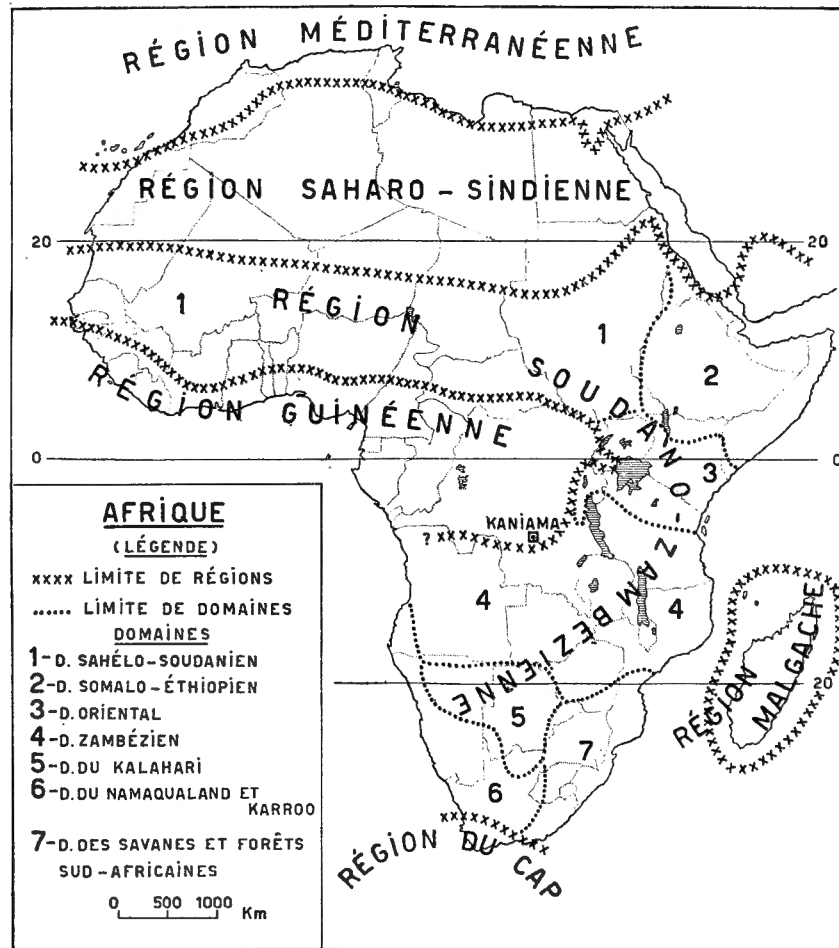 RÉGION MÉDITERRANÉENNE
RÉGION SAHARO-SINDIENNE
20
1
RÉGION
1
SOUDANO-ZAMBÉZIENNE
2
RÉGION GUINÉENNE
0
0
3
KANIAMA
?
4
4
20
5
7
6
RÉGION MALGACHE
RÉGION DU CAP
AFRIQUE
(LÉGENDE)
xxxx LIMITE DE RÉGIONS
...... LIMITE DE DOMAINES
DOMAINES
1-D. SAHÉLO-SOUDANIEN
2-D. SOMALO-ÉTHIOPIEN
3-D. ORIENTAL
4-D. ZAMBÉZIEN
5-D. DU KALAHARI
6-D. DU NAMAQUALAND ET
KARROO
7-D. DES SAVANES ET FORÊTS
SUD-AFRICAINES
0 500 1000 Km